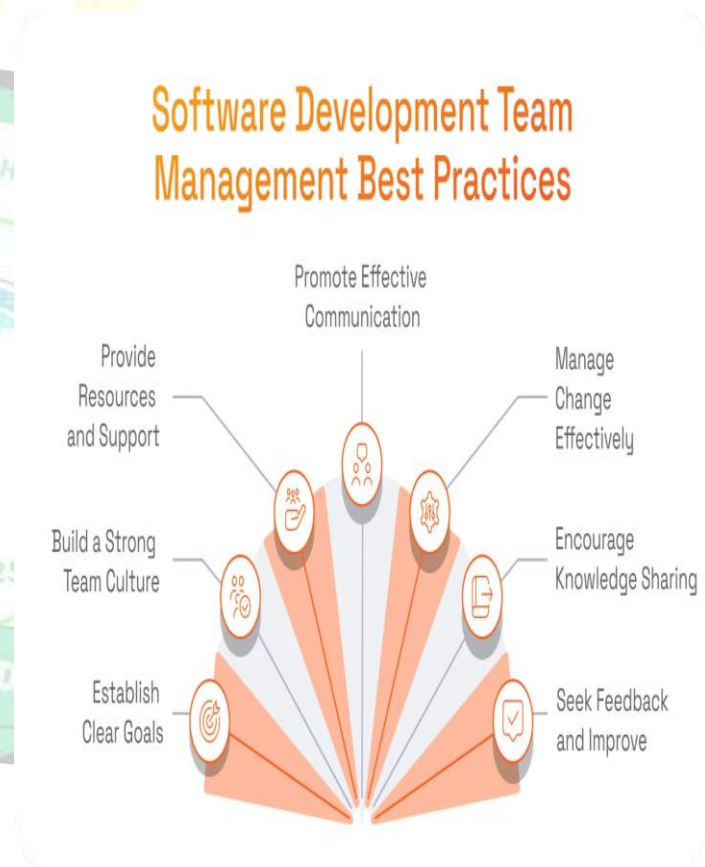 Software Development Team
Management Best Practices
Promote Effective
Communication
Provide
Resources
and Support
Manage
Change
Effectively
Build a Strong
Team Culture
Encourage
Knowledge Sharing
Establish
Clear Goals
Seek Feedback
and Improve